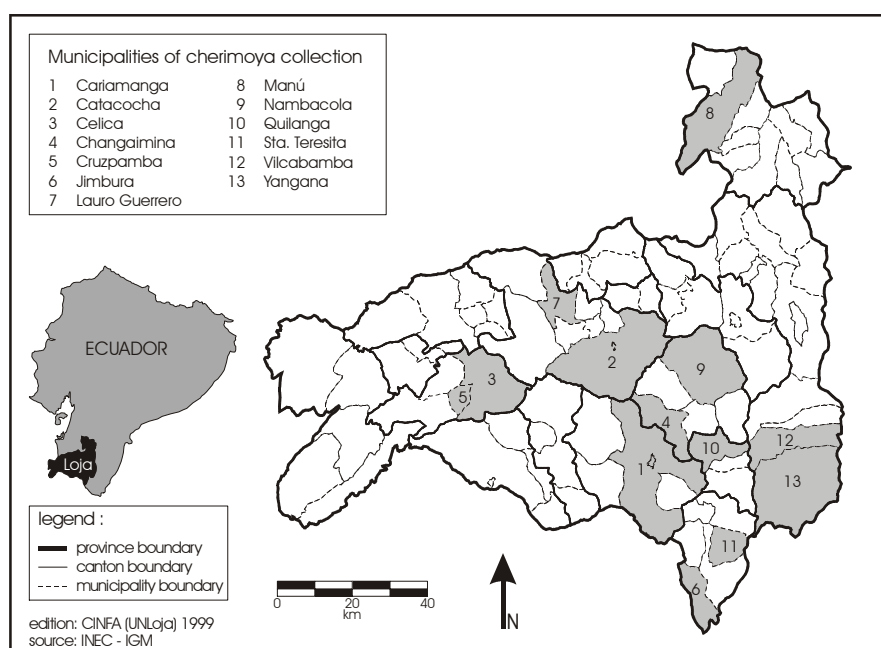 Municipalities of cherimoya collection
1 Cariamanga
2 Catacocha
3 Celica
4 Changaimina
5 Cruzpamba
6 Jimbura
7 Lauro Guerrero
8 Manú
9 Nambacola
10 Quilanga
11 Sta. Teresita
12 Vilcabamba
13 Yangana
8
7
2
9
3
5
4
10
12
1
13
11
6
ECUADOR
Loja
legend :
province boundary
canton boundary
municipality boundary
0 20 40
km
N
edition: CINFA (UNLoja) 1999
source: INEC - IGM